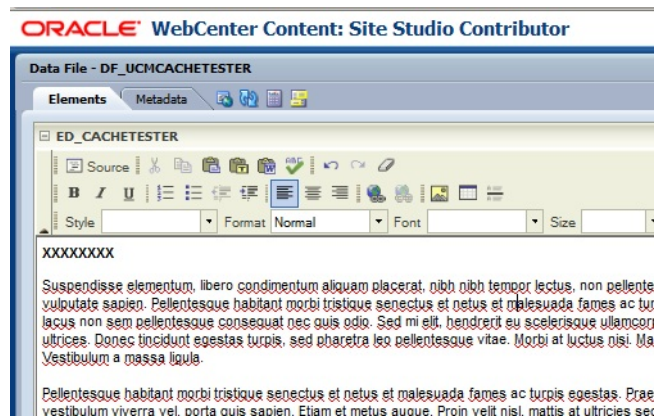 ORACLE WebCenter Content: Site Studio Contributor
Data File - DF_UCMCACHETESTER
Elements Metadata
ED_CACHETESTER
Source
B I U
Style Format Normal Font Size
XXXXXXXX
Suspendisse elementum, libero condimentum aliquam placerat, nibh nibh tempor lectus, non pellente
vulputate sapien. Pellentesque habitant morbi tristique senectus et netus et malesuada fames ac tur
lacus non sem pellentesque consequat nec quis odio. Sed mi elit, hendrerit eu scelerisque ullamcorp
ultrices. Donec tincidunt egestas turpis, sed pharetra leo pellentesque vitae. Morbi at luctus nisi. Ma
Vestibulum a massa ligula.
Pellentesque habitant morbi tristique senectus et netus et malesuada fames ac turpis egestas. Prae
vestibulum viverra vel, porta quis sapien. Etiam et metus augue. Proin velit nisl, mattis at ultricies sed